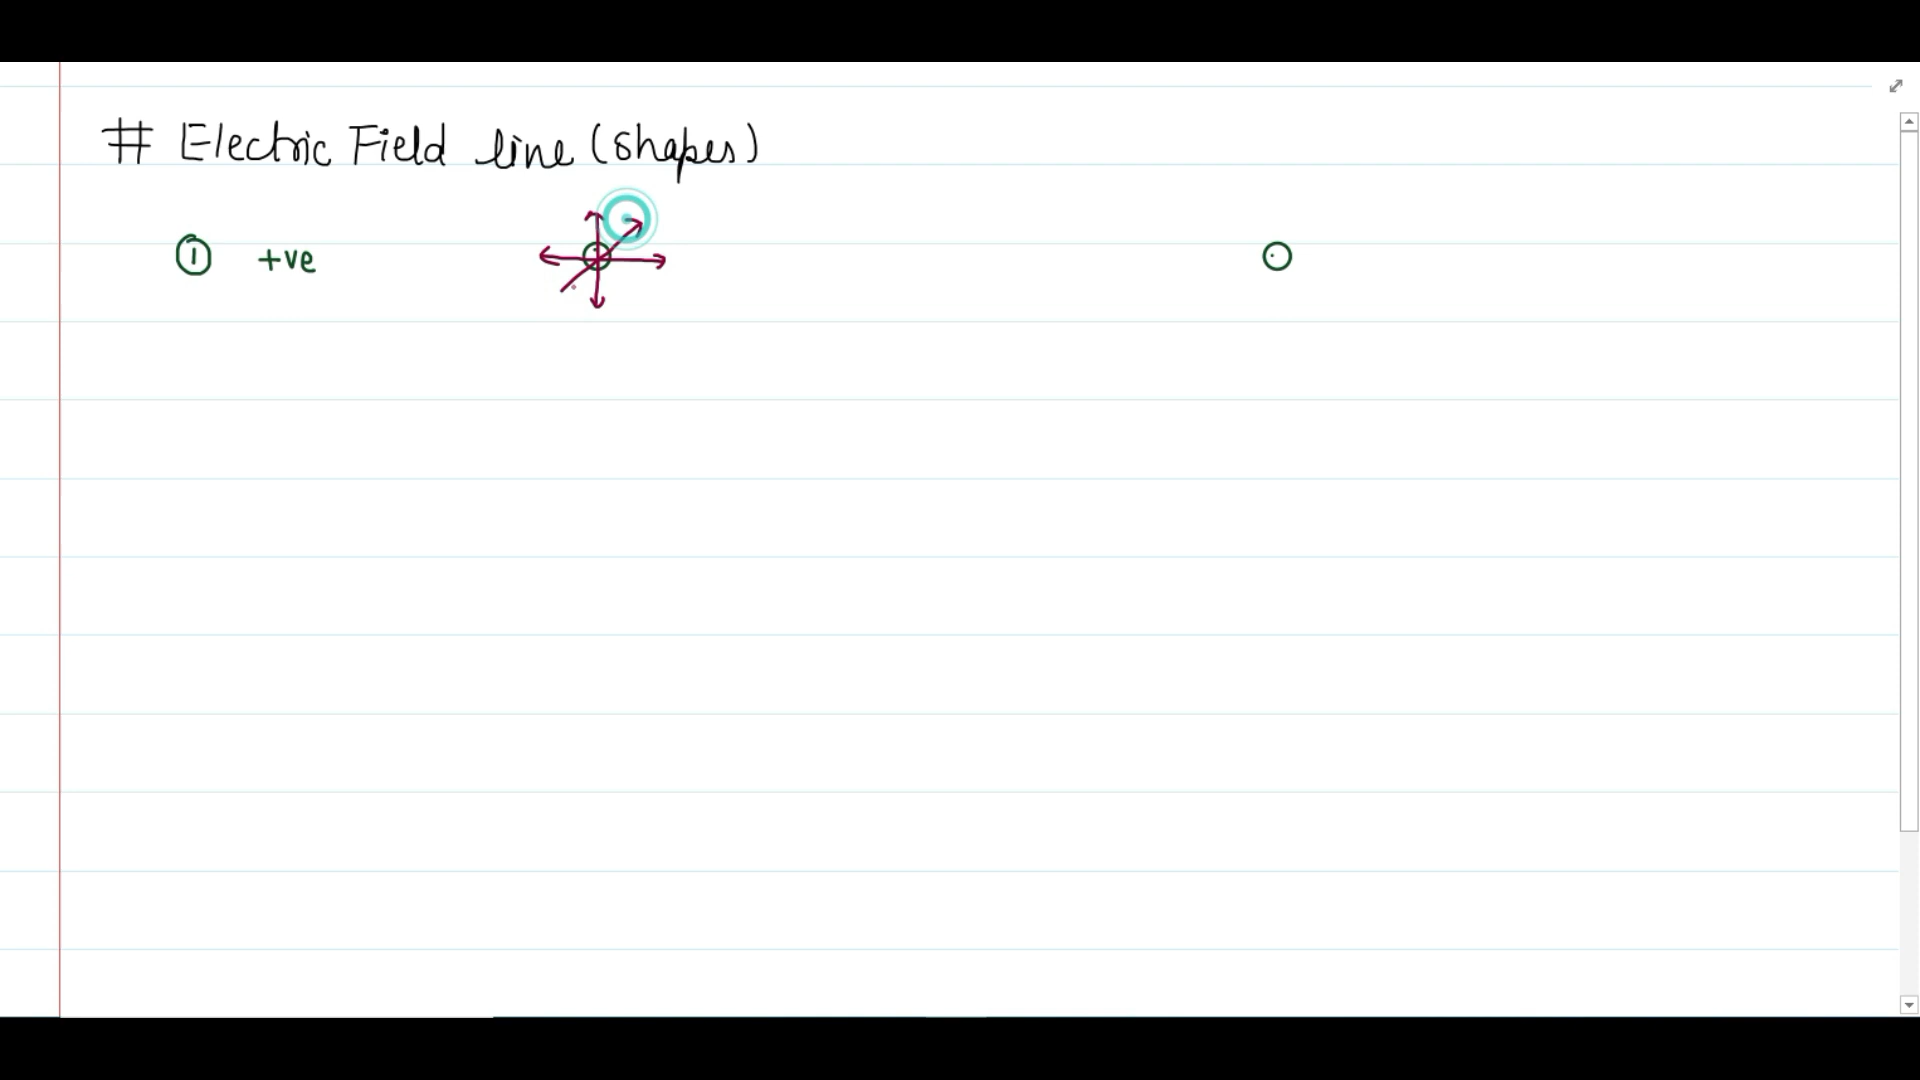 # Electric Field line (shapes)
① +ve